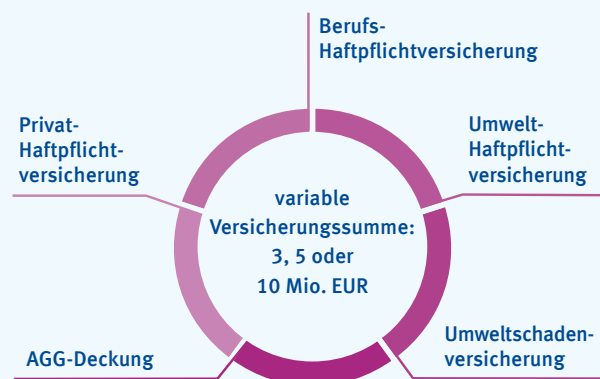 Berufs-
Haftpflichtversicherung
Privat-
Haftpflicht-
versicherung
Umwelt-
Haftpflicht-
versicherung
variable
Versicherungssumme:
3, 5 oder
10 Mio. EUR
AGG-Deckung
Umweltschaden-
versicherung